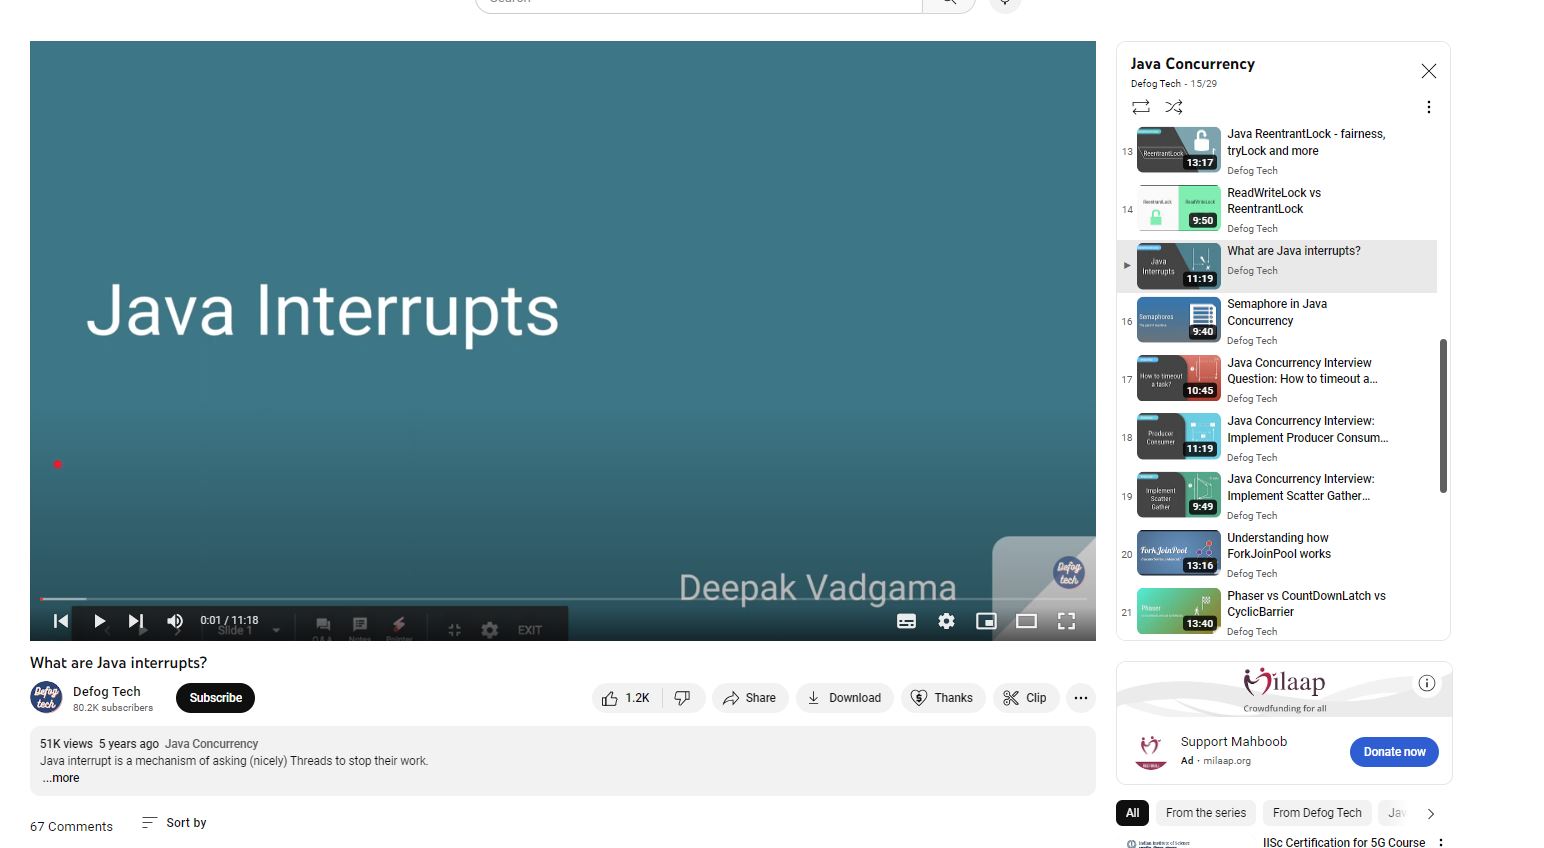 Search
Java Interrupts
Deepak Vadgama
Defog
tech
0:01 / 11:18
Slide 1
Q & A
Notes
Pointer
EXIT
What are Java interrupts?
Defog
tech
Defog Tech
80.2K subscribers
Subscribe
1.2K
Share
Download
Thanks
Clip
51K views 5 years ago Java Concurrency
Java interrupt is a mechanism of asking (nicely) Threads to stop their work.
...more
67 Comments
Sort by
Java Concurrency
Defog Tech - 15/29
13
ReentrantLock
13:17
Java ReentrantLock - fairness,
tryLock and more
Defog Tech
14
ReentrantLock
ReadWriteLock
9:50
ReadWriteLock vs
ReentrantLock
Defog Tech
Java
Interrupts
11:19
What are Java interrupts?
Defog Tech
16
Semaphores
9:40
Semaphore in Java
Concurrency
Defog Tech
17
How to timeout
a task?
10:45
Java Concurrency Interview
Question: How to timeout a...
Defog Tech
18
Producer
Consumer
11:19
Java Concurrency Interview:
Implement Producer Consum...
Defog Tech
19
Implement
Scatter
Gather
9:49
Java Concurrency Interview:
Implement Scatter Gather...
Defog Tech
20
ForkJoinPool
13:16
Understanding how
ForkJoinPool works
Defog Tech
21
Phaser
13:40
Phaser vs CountDownLatch vs
CyclicBarrier
Defog Tech
Milaap
Crowdfunding for all
Support Mahboob
Ad · milaap.org
Donate now
All
From the series
From Defog Tech
Jav
Indian Institute of Science
IISc Certification for 5G Course